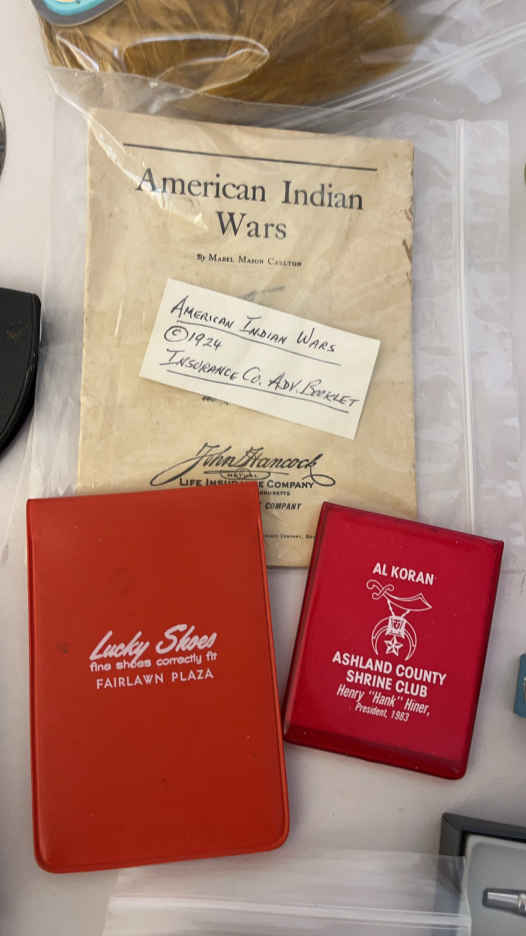 American Indian
Wars
By Mabel Mason Carlton
American Indian Wars
©1924
Insurance Co. Adv. Booklet
John Hancock
MUTUAL
LIFE INSURANCE COMPANY
COMPANY
Lucky Shoes
fine shoes correctly fit
FAIRLAWN PLAZA
AL KORAN
ASHLAND COUNTY
SHRINE CLUB
Henry "Hank" Hiner,
President, 1983